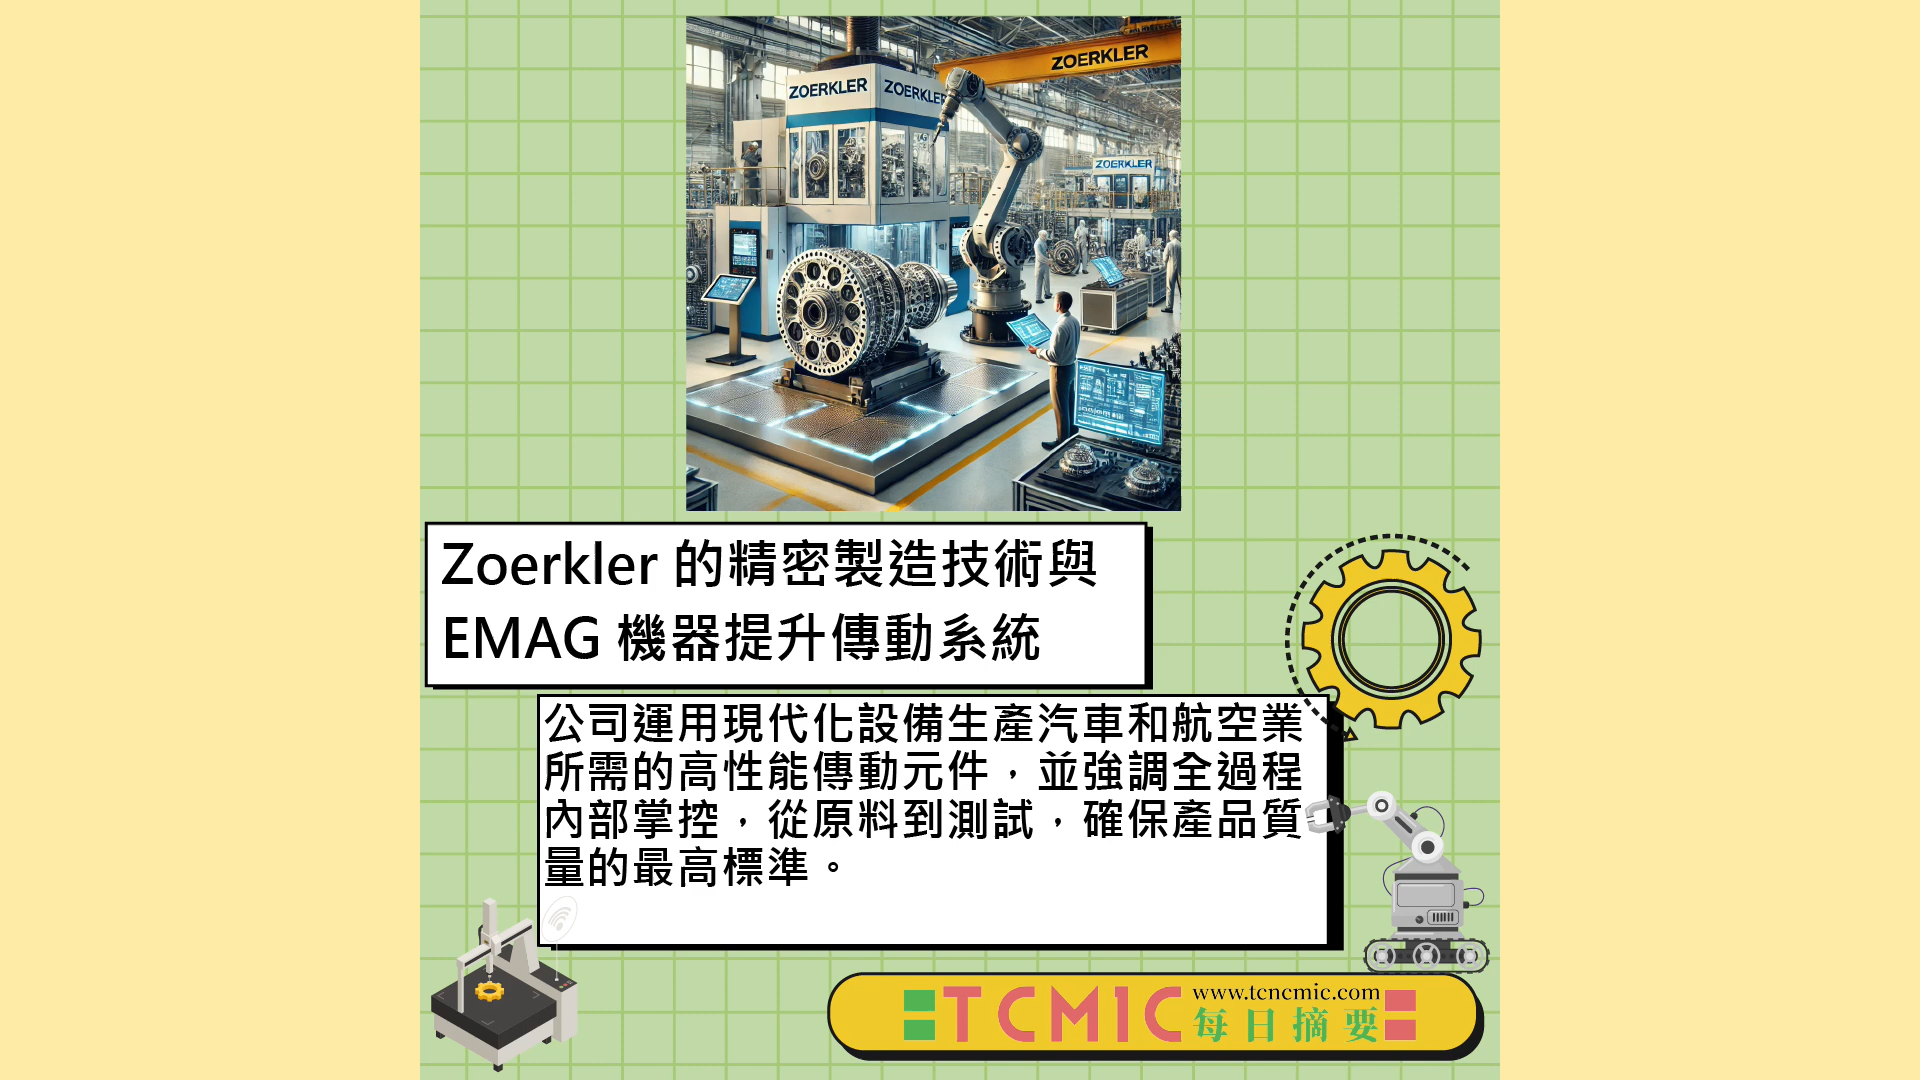 ZOERKLER
ZOERKLER
ZOERKLER
ZOERKLER
Zoerkler 的精密製造技術與
EMAG 機器提升傳動系統
公司運用現代化設備生產汽車和航空業
所需的高性能傳動元件，並強調全過程
內部掌控，從原料到測試，確保產品質
量的最高標準。
TCMIC
www.tcncmic.com
每日摘要